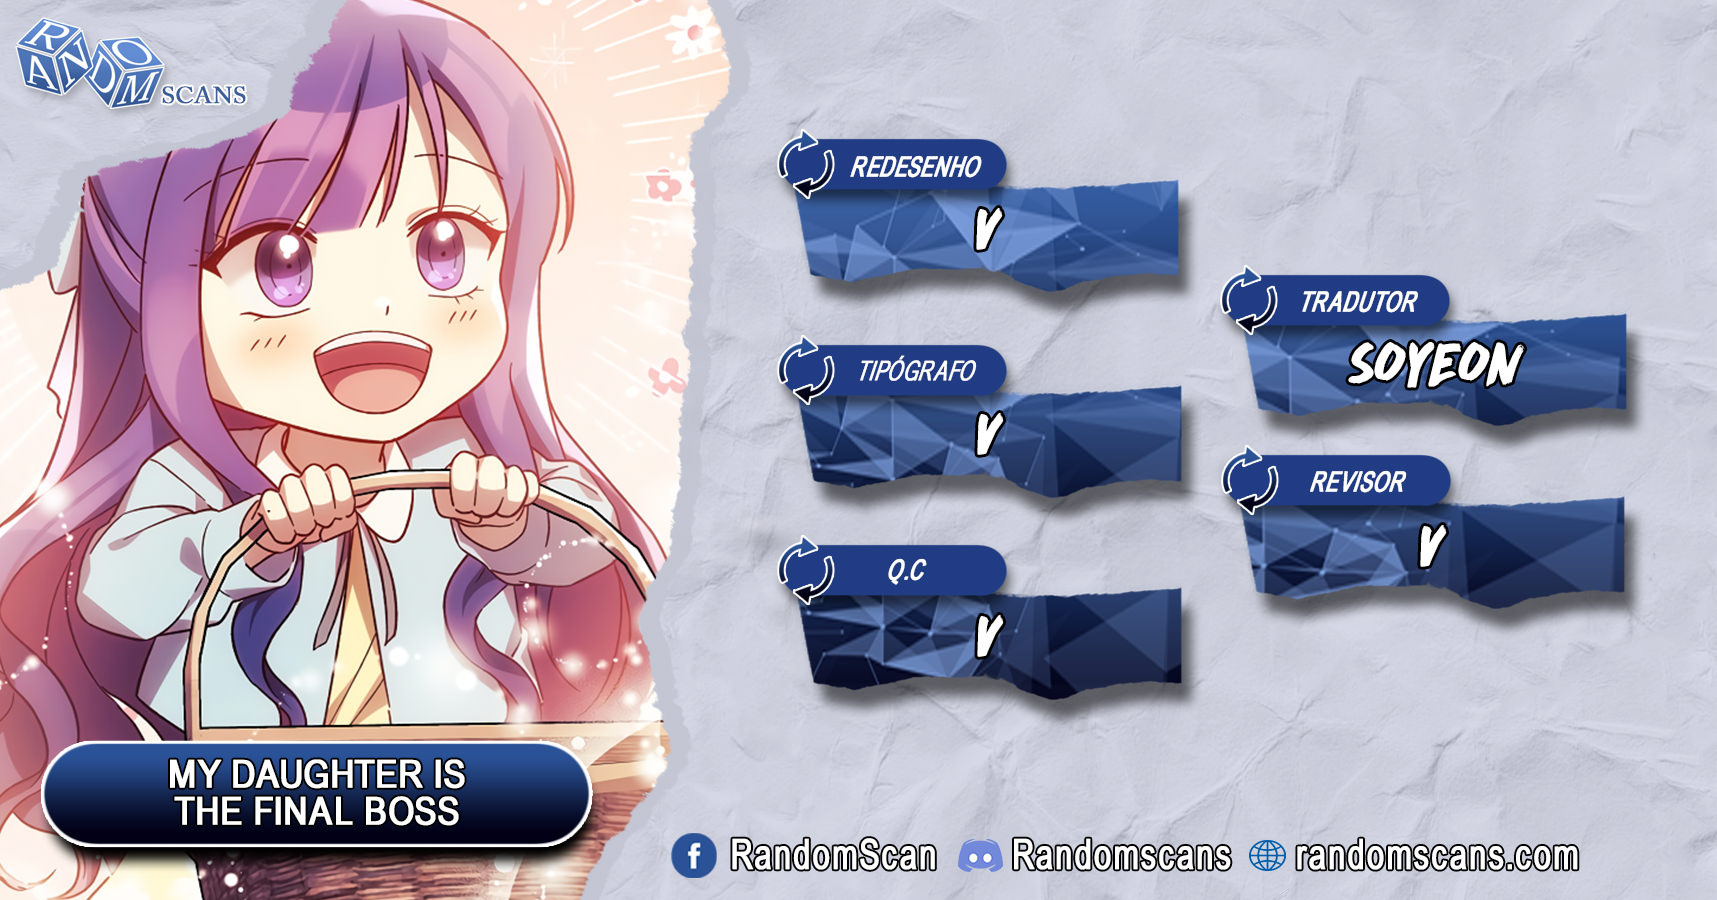 RANDOM SCANS
REDESENHO
V
TIPÓGRAFO
V
Q.C
V
TRADUTOR
SOYEON
REVISOR
V
MY DAUGHTER IS
THE FINAL BOSS
RandomScan
Randomscans
randomscans.com